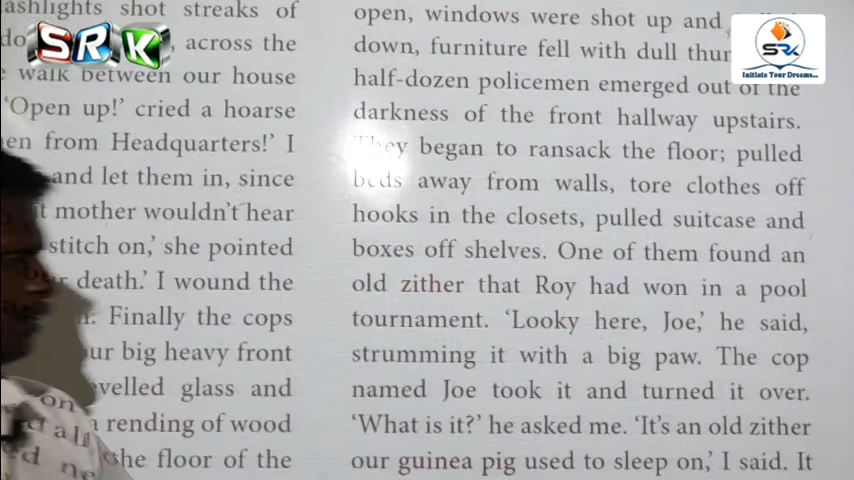 ashlights shot streaks of
do , across the
walk between our house
'Open up!' cried a hoarse
en from Headquarters!' I
and let them in, since
t mother wouldn't hear
stitch on,' she pointed
r death.' I wound the
Finally the cops
ur big heavy front
evelled glass and
a rending of wood
the floor of the
open, windows were shot up and
down, furniture fell with dull thu
half-dozen policemen emerged out of the
darkness of the front hallway upstairs.
They began to ransack the floor; pulled
beds away from walls, tore clothes off
hooks in the closets, pulled suitcase and
boxes off shelves. One of them found an
old zither that Roy had won in a pool
tournament. 'Looky here, Joe,' he said,
strumming it with a big paw. The cop
named Joe took it and turned it over.
'What is it?' he asked me. 'It's an old zither
our guinea pig used to sleep on,' I said. It
SRK
SRK
Initiate Your Dreams...